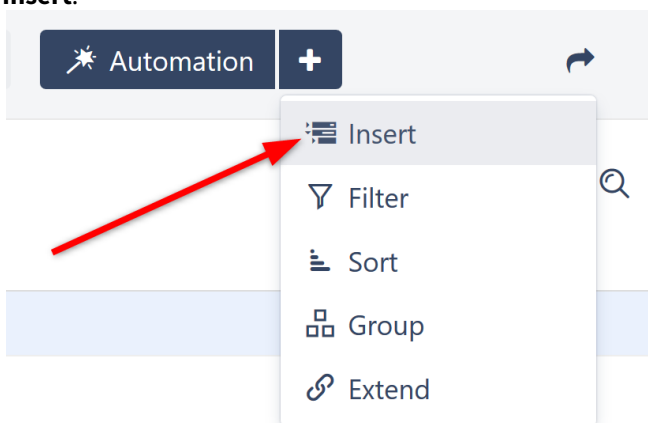 Insert.
Automation +
Insert
Filter
Sort
Group
Extend